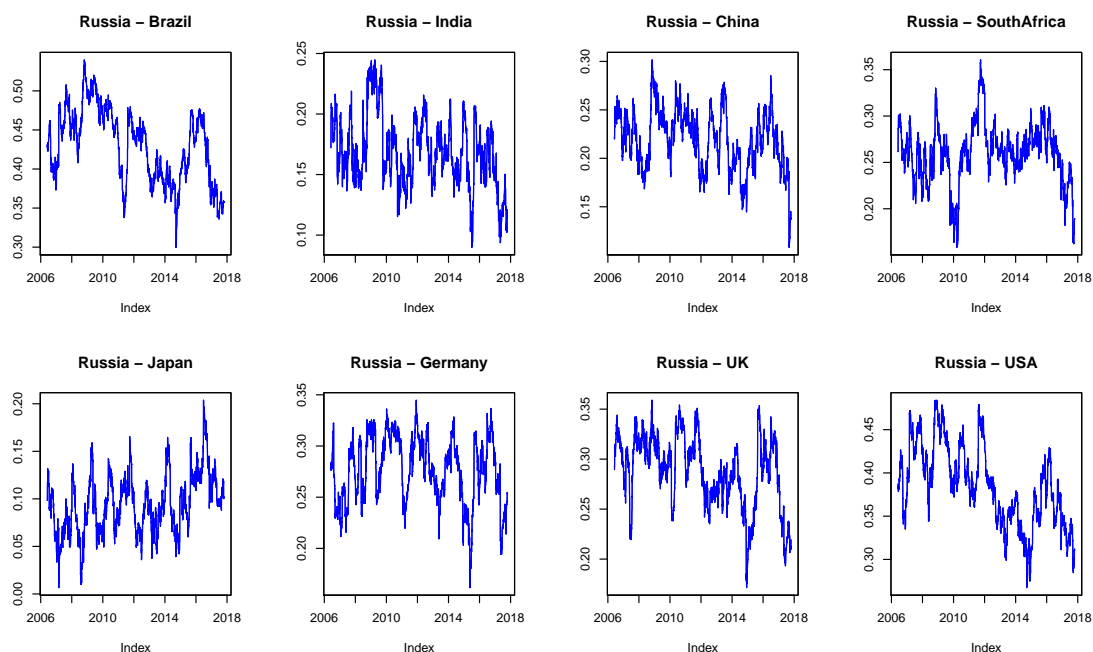 Russia − Brazil
0.30 0.35 0.40 0.45 0.50
2006 2010 2014 2018
Index
Russia − India
0.10 0.15 0.20 0.25
2006 2010 2014 2018
Index
Russia − China
0.15 0.20 0.25 0.30
2006 2010 2014 2018
Index
Russia − SouthAfrica
0.20 0.25 0.30 0.35
2006 2010 2014 2018
Index
Russia − Japan
0.00 0.05 0.10 0.15 0.20
2006 2010 2014 2018
Index
Russia − Germany
0.20 0.25 0.30 0.35
2006 2010 2014 2018
Index
Russia − UK
0.20 0.25 0.30 0.35
2006 2010 2014 2018
Index
Russia − USA
0.30 0.35 0.40 0.45
2006 2010 2014 2018
Index